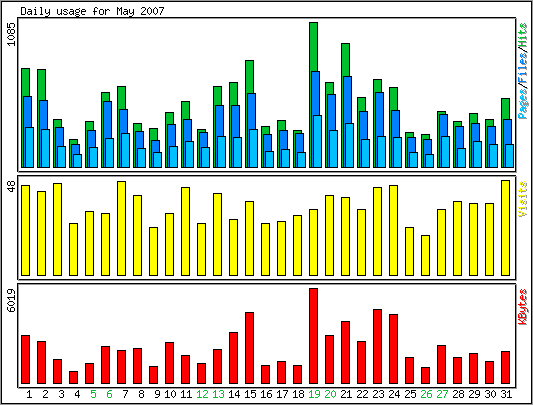 Daily usage for May 2007
1085
Pages/Files/Hits
48
Visits
6019
KBytes
1 2 3 4 5 6 7 8 9 10 11 12 13 14 15 16 17 18 19 20 21 22 23 24 25 26 27 28 29 30 31